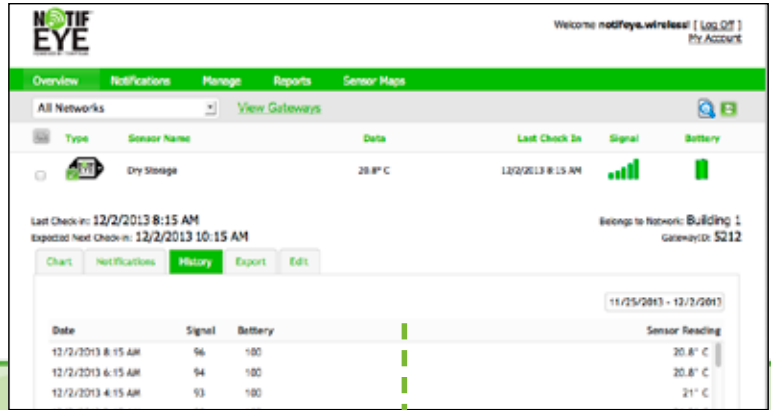 NOTIF
EYE
Welcome notifeye.wireless! [ Log Off ]
My Account
Overview Notifications Manage Reports Sensor Maps
All Networks View Gateways
Type Sensor Name Data Last Check In Signal Battery
Dry Storage 20.8° C 12/2/2013 8:15 AM
Last Check-in: 12/2/2013 8:15 AM Belongs to Network: Building 1
Expected Next Check-in: 12/2/2013 10:15 AM GatewayID: 5212
Chart Notifications History Export Edit
11/25/2013 - 12/2/2013
Date Signal Battery Sensor Reading
12/2/2013 8:15 AM 96 100 20.8° C
12/2/2013 6:15 AM 94 100 20.8° C
12/2/2013 4:15 AM 93 100 21° C